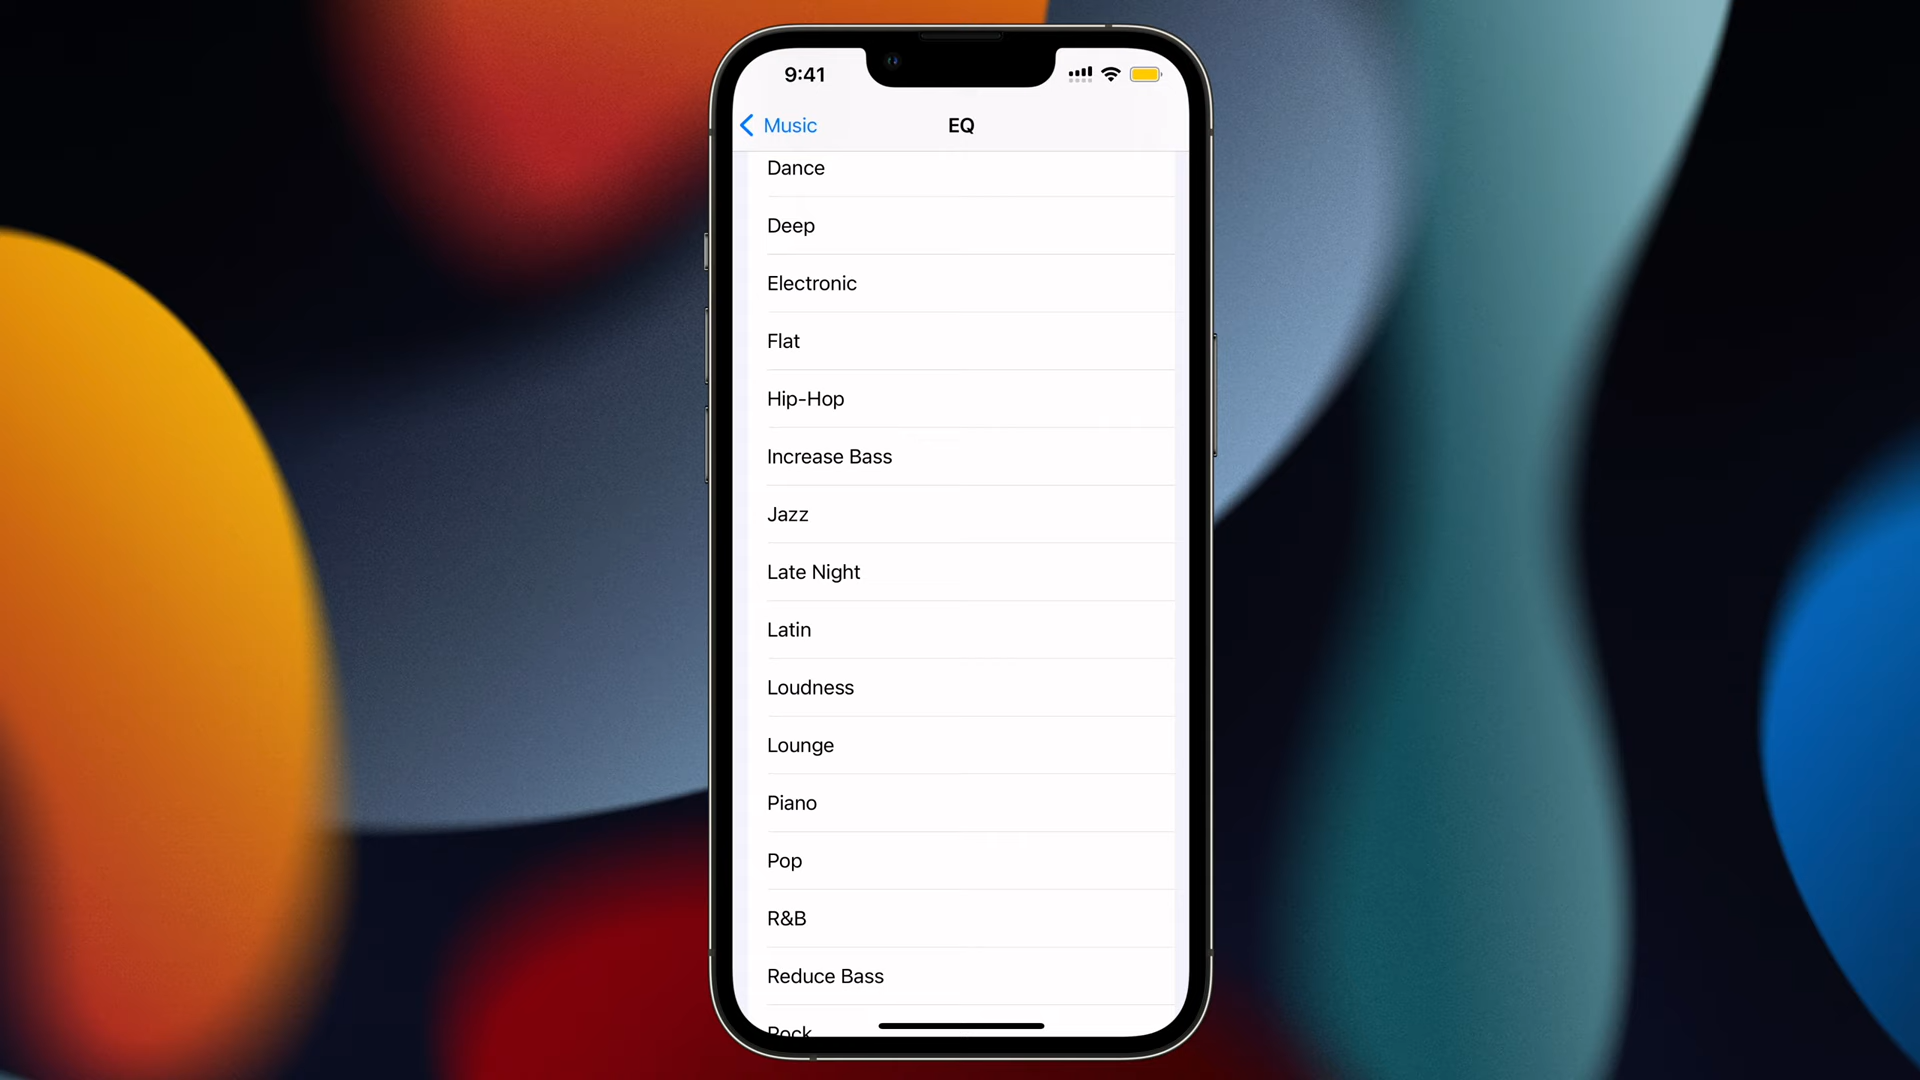 9:41
Music
EQ
Dance
Deep
Electronic
Flat
Hip-Hop
Increase Bass
Jazz
Late Night
Latin
Loudness
Lounge
Piano
Pop
R&B
Reduce Bass
Rock